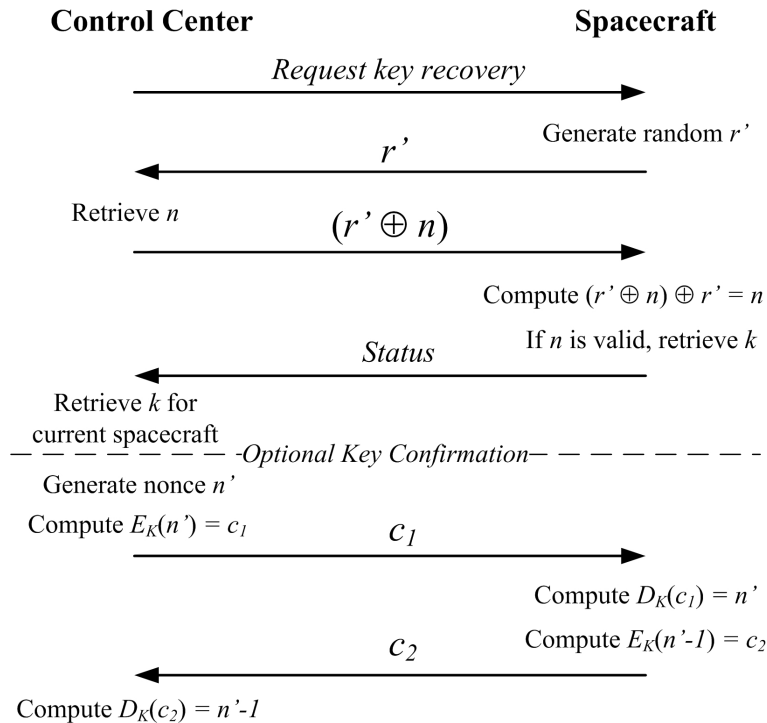 Control Center
Spacecraft
Request key recovery
Generate random r’
r’
Retrieve n
(r’ ⊕ n)
Compute (r’ ⊕ n) ⊕ r’ = n
If n is valid, retrieve k
Status
Retrieve k for
current spacecraft
Optional Key Confirmation
Generate nonce n’
Compute E_K(n’) = c_1
c_1
Compute D_K(c_1) = n’
Compute E_K(n’-1) = c_2
c_2
Compute D_K(c_2) = n’-1